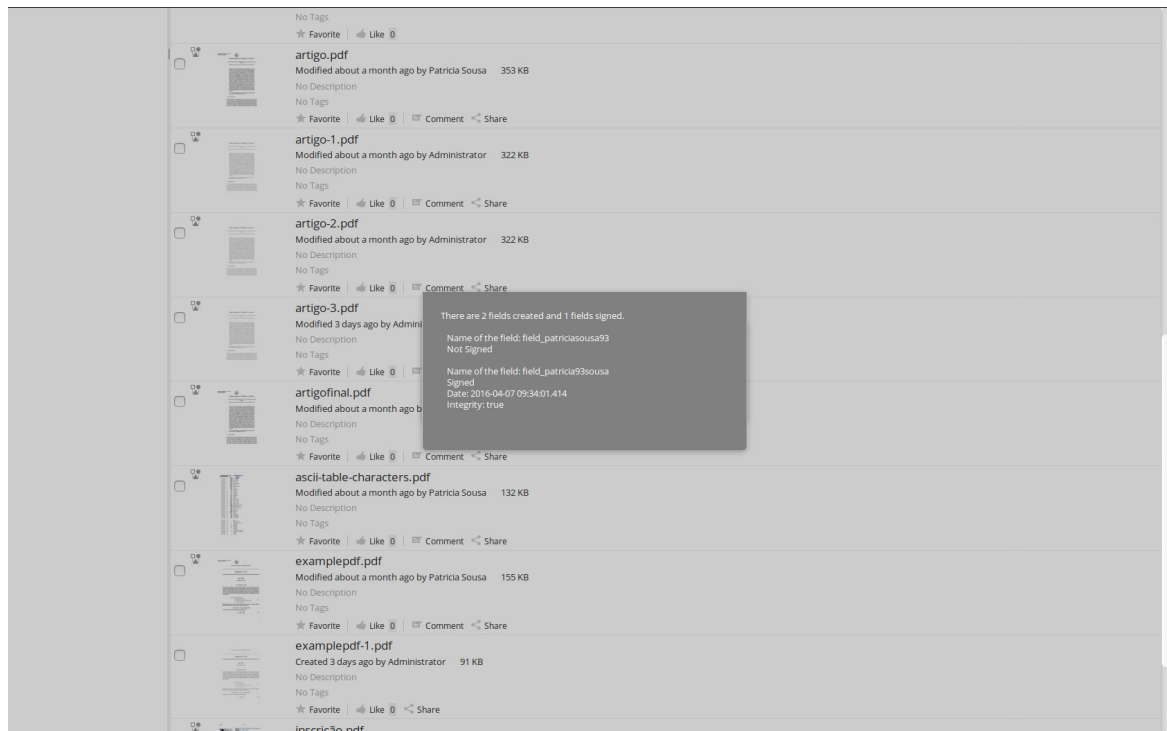 No Tags
Favorite Like 0
artigo.pdf
Modified about a month ago by Patricia Sousa 353 KB
No Description
No Tags
Favorite Like 0 Comment Share
artigo-1.pdf
Modified about a month ago by Administrator 322 KB
No Description
No Tags
Favorite Like 0 Comment Share
artigo-2.pdf
Modified about a month ago by Administrator 322 KB
No Description
No Tags
Favorite Like 0 Comment Share
artigo-3.pdf
Modified 3 days ago by Admini
No Description
No Tags
Favorite Like 0
There are 2 fields created and 1 fields signed.
Name of the field: field_patriciasousa93
Not Signed
Name of the field: field_patricia93sousa
Signed
Date: 2016-04-07 09:34:01.414
Integrity: true
artigofinal.pdf
Modified about a month ago b
No Description
No Tags
Favorite Like 0 Comment Share
ascii-table-characters.pdf
Modified about a month ago by Patricia Sousa 132 KB
No Description
No Tags
Favorite Like 0 Comment Share
examplepdf.pdf
Modified about a month ago by Patricia Sousa 155 KB
No Description
No Tags
Favorite Like 0 Comment Share
examplepdf-1.pdf
Created 3 days ago by Administrator 91 KB
No Description
No Tags
Favorite Like 0 Share
inscrição.pdf